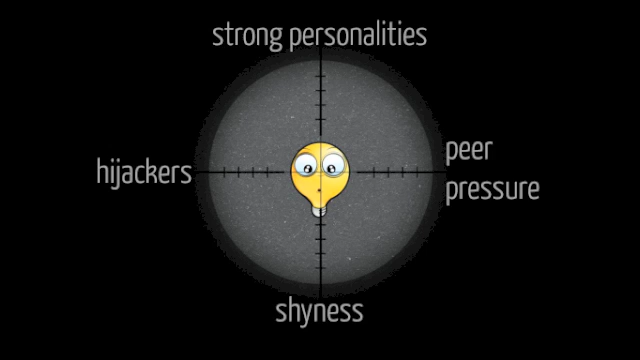 strong personalities
hijackers
peer
pressure
shyness